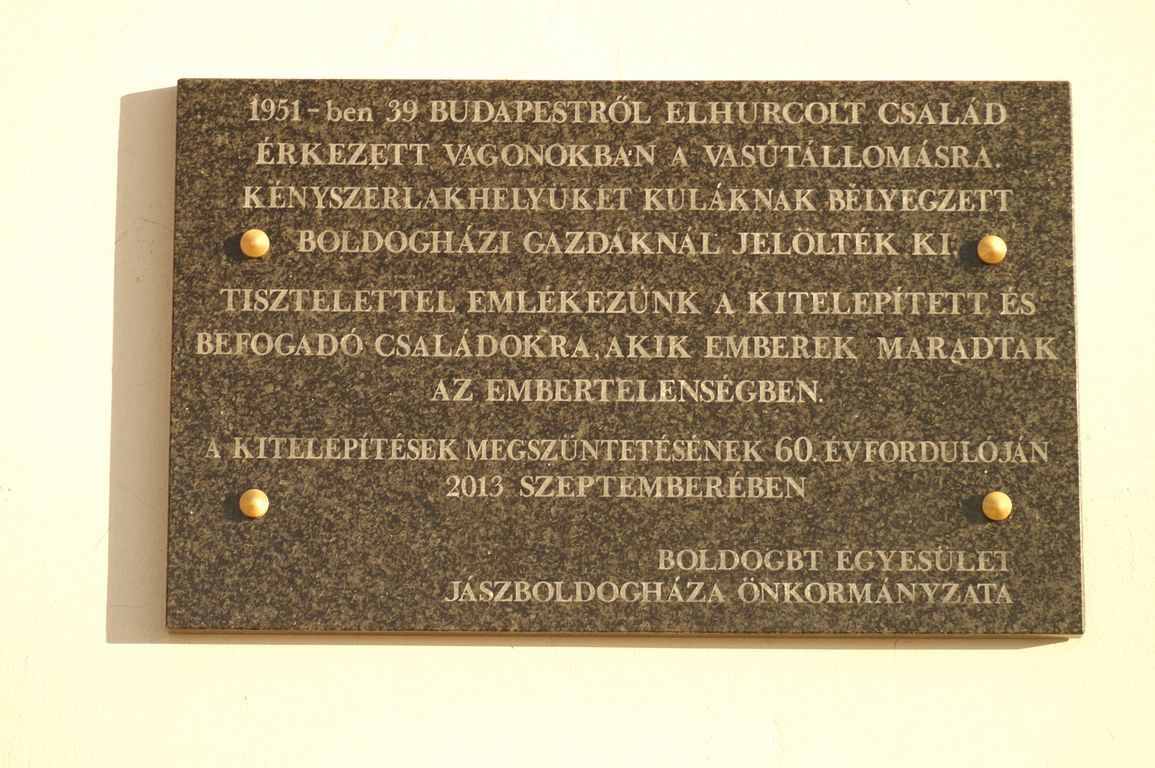 1951-ben 39 BUDAPESTRŐL ELHURCOLT CSALÁD
ÉRKEZETT VAGONOKBAN A VASÚTÁLLOMÁSRA.
KÉNYSZERLAKHELYÜKET KULÁKNAK BÉLYEGZETT
BOLDOGHÁZI GAZDÁKNÁL JELÖLTÉK KI.
TISZTELETTEL EMLÉKEZÜNK A KITELEPÍTETT ÉS
BEFOGADÓ CSALÁDOKRA, AKIK EMBEREK MARADTAK
AZ EMBERTELENSÉGBEN.
A KITELEPÍTÉSEK MEGSZÜNTETÉSÉNEK 60. ÉVFORDULÓJÁN
2013 SZEPTEMBERÉBEN
BOLDOGBT EGYESÜLET
JÁSZBOLDOGHÁZA ÖNKORMÁNYZATA